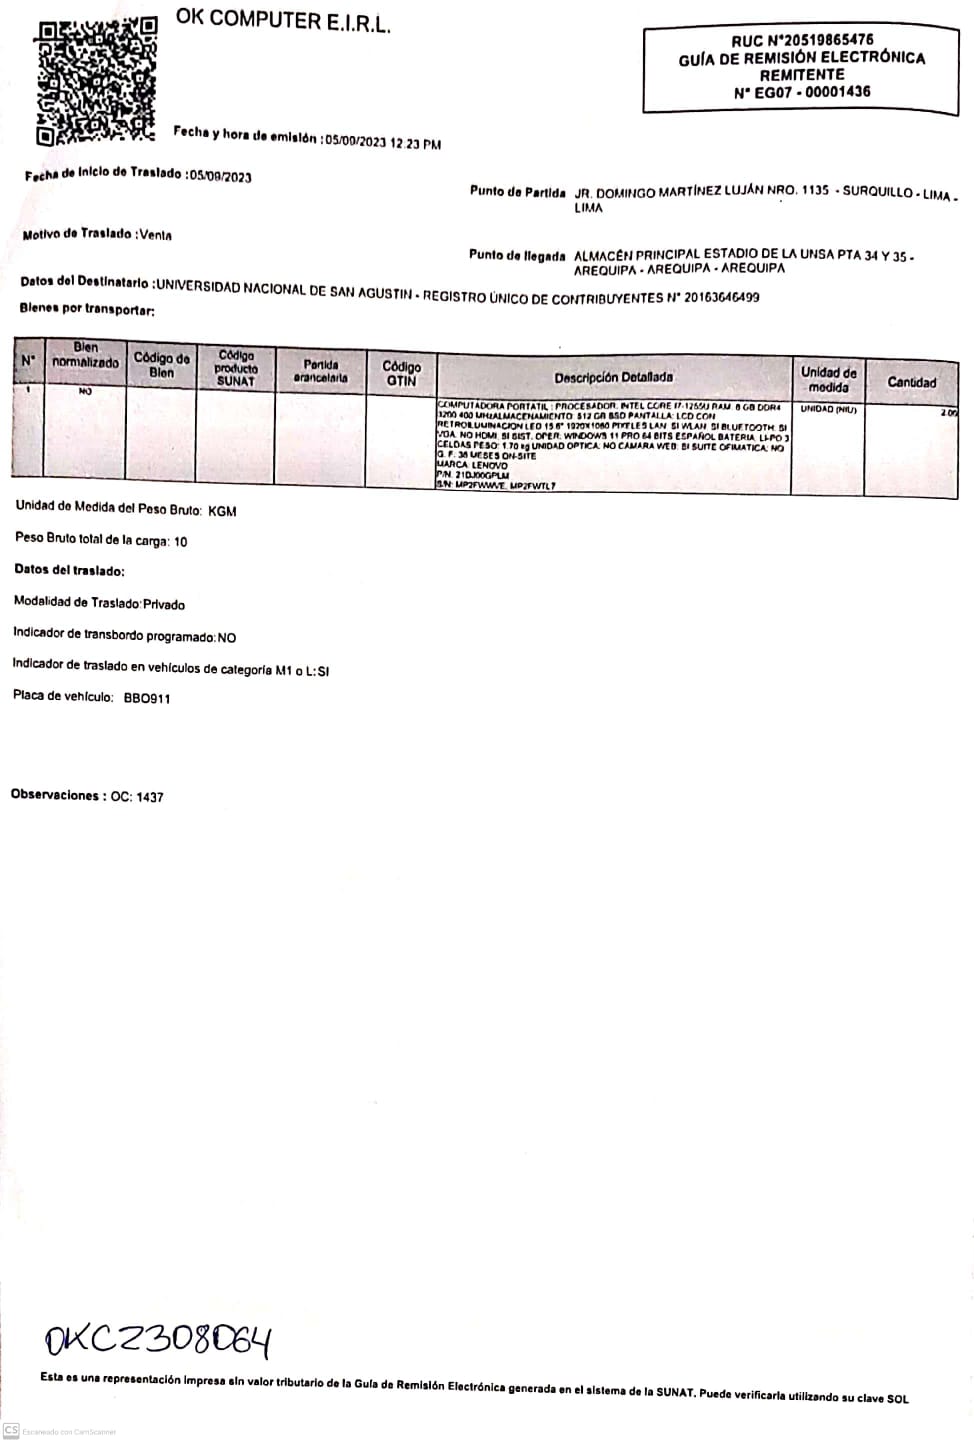 OK COMPUTER E.I.R.L.
RUC N°20519865476
GUÍA DE REMISIÓN ELECTRÓNICA
REMITENTE
N° EG07 - 00001436
Fecha y hora de emisión :05/09/2023 12:23 PM
Fecha de Inicio de Traslado :05/09/2023
Punto de Partida JR. DOMINGO MARTÍNEZ LUJÁN NRO. 1135 - SURQUILLO - LIMA -
LIMA
Motivo de Traslado :Venta
Punto de llegada ALMACÉN PRINCIPAL ESTADIO DE LA UNSA PTA 34 Y 35 -
AREQUIPA - AREQUIPA - AREQUIPA
Datos del Destinatario :UNIVERSIDAD NACIONAL DE SAN AGUSTIN - REGISTRO ÚNICO DE CONTRIBUYENTES N° 20163646499
Bienes por transportar:
N° Bien normalizado Código de Bien Código producto SUNAT Partida arancelaria Código GTIN Descripción Detallada Unidad de medida Cantidad
1 NO COMPUTADORA PORTATIL : PROCESADOR: INTEL CORE I7-1255U RAM: 8 GB DDR4 UNIDAD (NIU) 2.00
3200 400 MHZ ALMACENAMIENTO: 512 GB SSD PANTALLA: LCD CON
RETROILUMINACION LED 15.6" 1920X1080 PIXELES LAN: SI WLAN: SI BLUETOOTH: SI
VGA: NO HDMI: SI SIST. OPER: WINDOWS 11 PRO 64 BITS ESPAÑOL BATERIA: LI-PO 3
CELDAS PESO: 1.70 kg UNIDAD OPTICA: NO CAMARA WEB: SI SUITE OFIMATICA: NO
G. F: 36 MESES ON-SITE
MARCA: LENOVO
P/N: 21DJ00GPLM
S/N: MP2FWTL7
Unidad de Medida del Peso Bruto: KGM
Peso Bruto total de la carga: 10
Datos del traslado:
Modalidad de Traslado:Privado
Indicador de transbordo programado:NO
Indicador de traslado en vehículos de categoría M1 o L:SI
Placa de vehículo: BBO911
Observaciones : OC: 1437
OKC2308064
Esta es una representación impresa sin valor tributario de la Guía de Remisión Electrónica generada en el sistema de la SUNAT. Puede verificarla utilizando su clave SOL
CS Escaneado con CamScanner